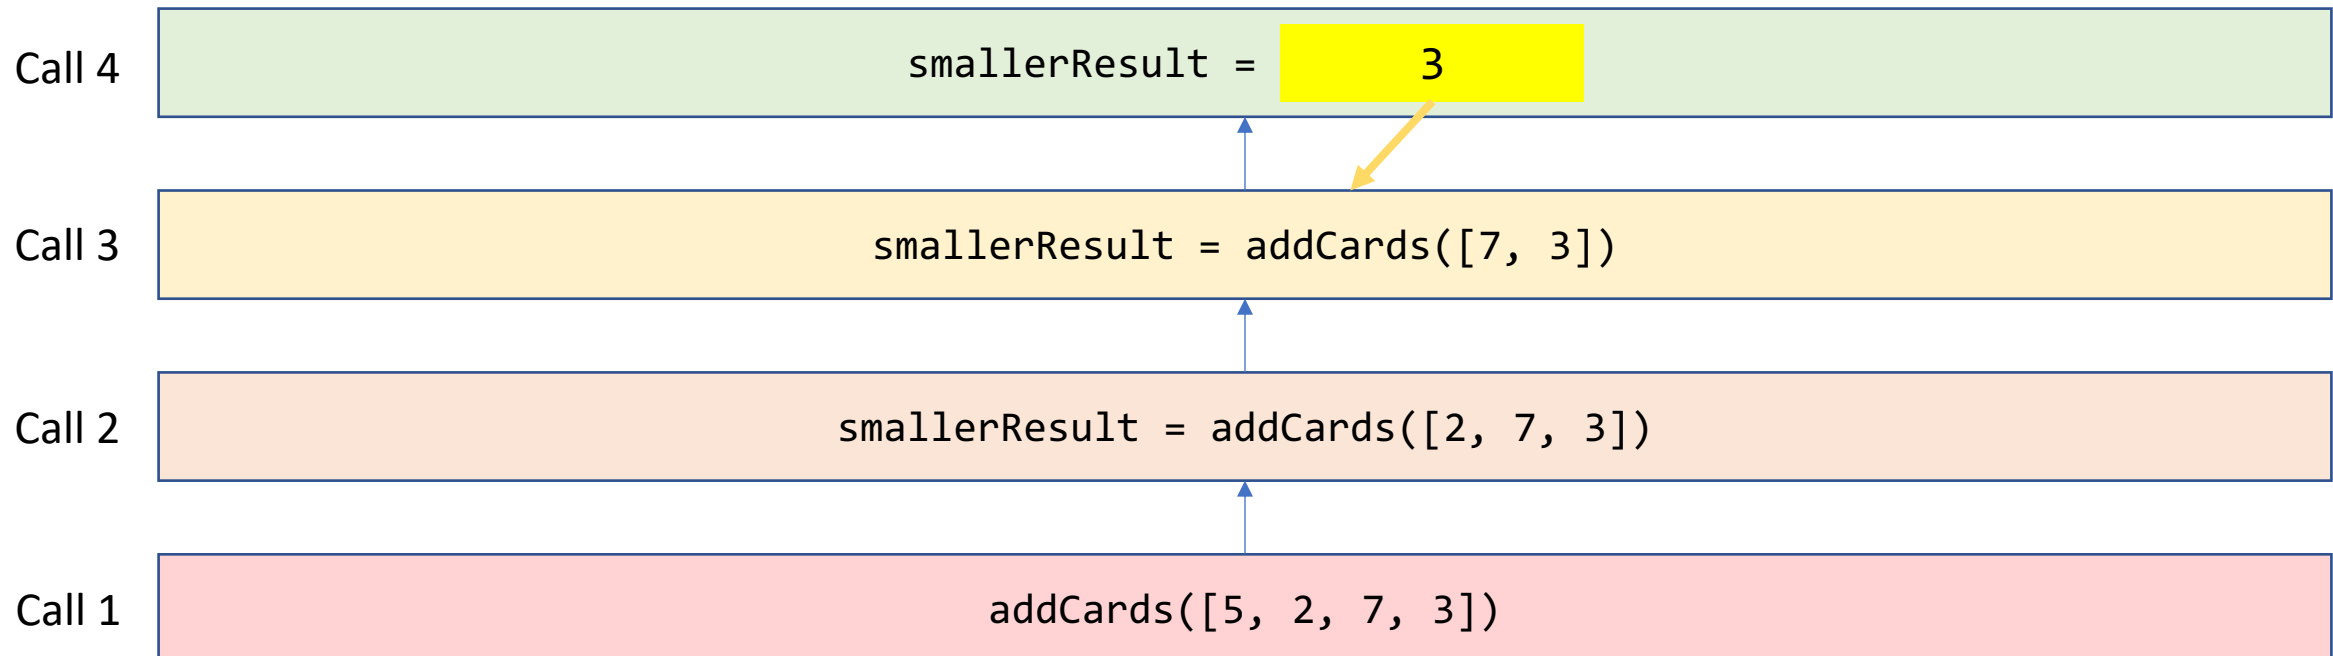 Call 4
smallerResult = 3
Call 3
smallerResult = addCards([7, 3])
Call 2
smallerResult = addCards([2, 7, 3])
Call 1
addCards([5, 2, 7, 3])